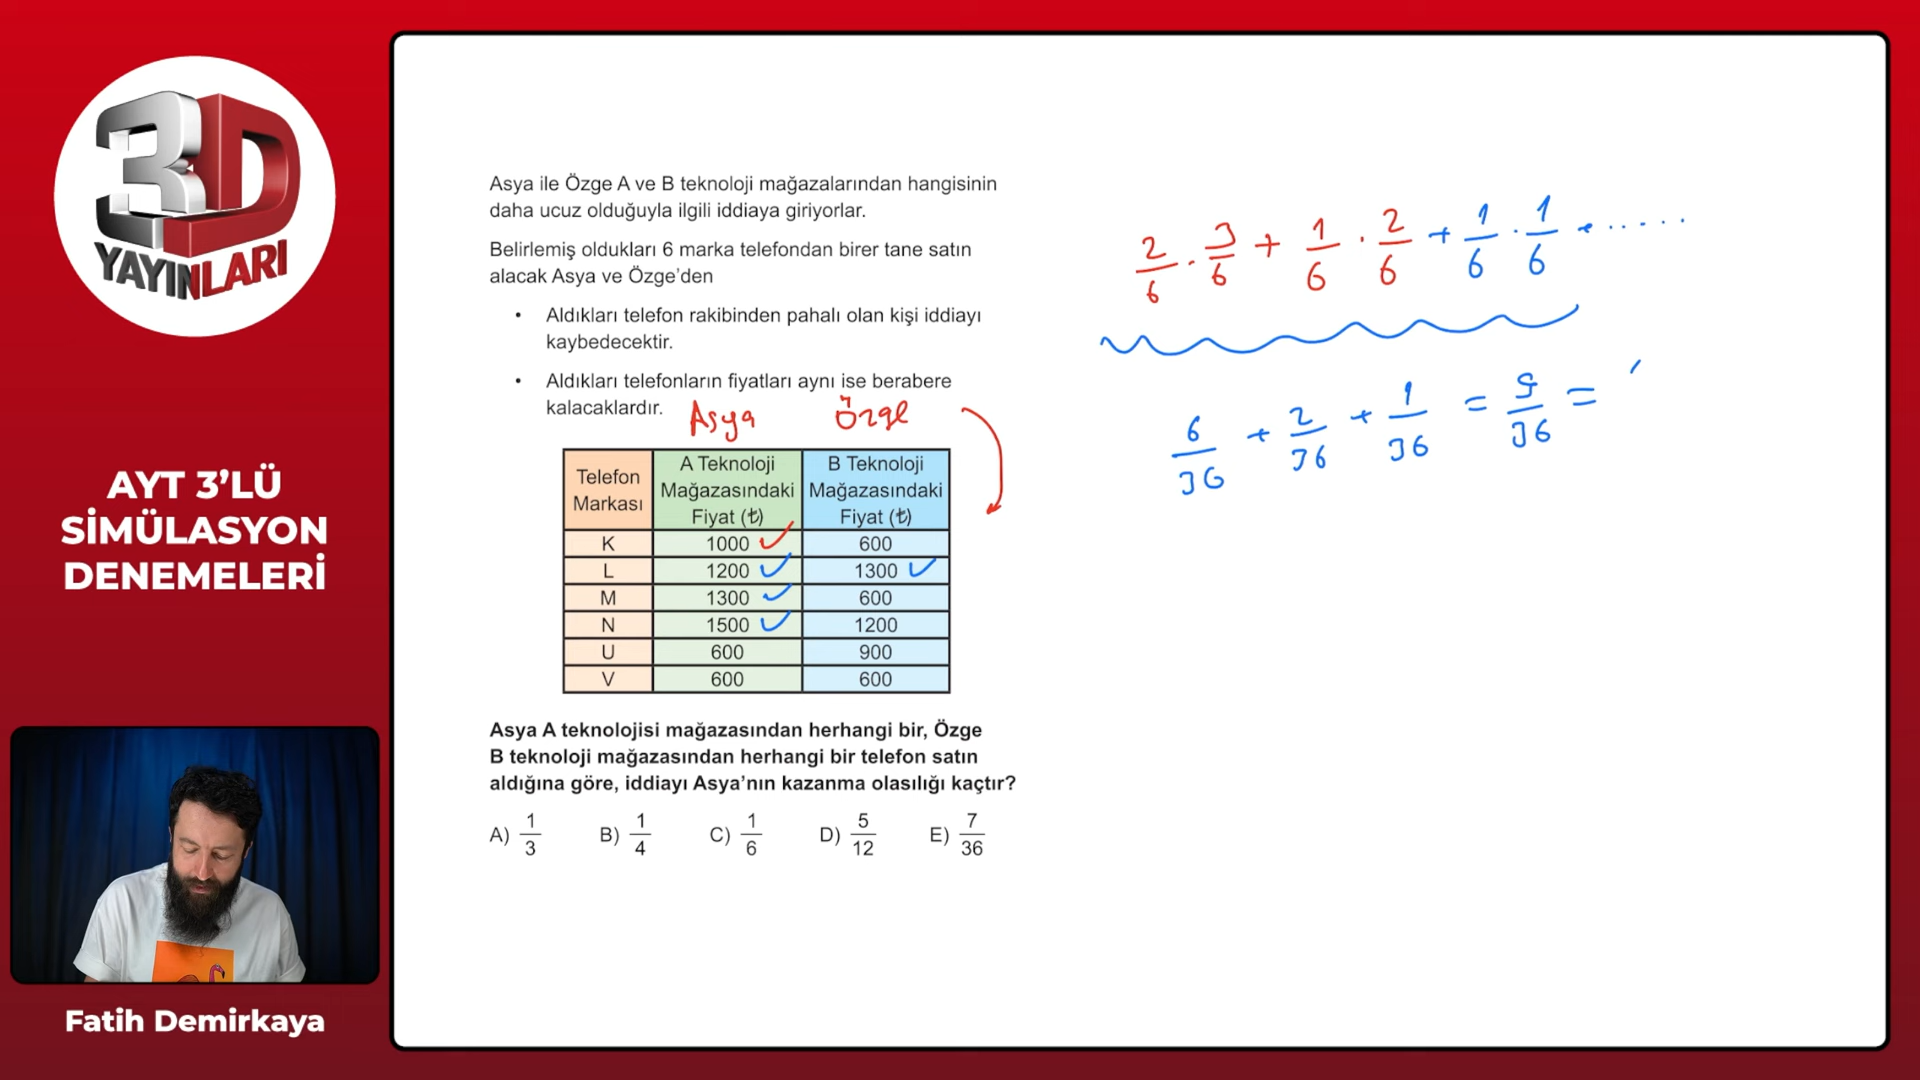 3D
YAYINLARI
AYT 3’LÜ
SİMÜLASYON
DENEMELERİ
Fatih Demirkaya
Asya ile Özge A ve B teknoloji mağazalarından hangisinin
daha ucuz olduğuyla ilgili iddiaya giriyorlar.
Belirlemiş oldukları 6 marka telefondan birer tane satın
alacak Asya ve Özge’den
• Aldıkları telefon rakibinden pahalı olan kişi iddiayı
kaybedecektir.
• Aldıkları telefonların fiyatları aynı ise berabere
kalacaklardır.
Asya Özge
Telefon Markası | A Teknoloji Mağazasındaki Fiyat (₺) | B Teknoloji Mağazasındaki Fiyat (₺)
K 1000 ✓ 600
L 1200 ✓ 1300 ✓
M 1300 ✓ 600
N 1500 ✓ 1200
U 600 900
V 600 600
Asya A teknolojisi mağazasından herhangi bir, Özge
B teknoloji mağazasından herhangi bir telefon satın
aldığına göre, iddiayı Asya’nın kazanma olasılığı kaçtır?
A) 1/3 B) 1/4 C) 1/6 D) 5/12 E) 7/36
2/6 . 3/6 + 1/6 . 2/6 + 1/6 . 1/6 + .....
6/36 + 2/36 + 1/36 = 9/36 =